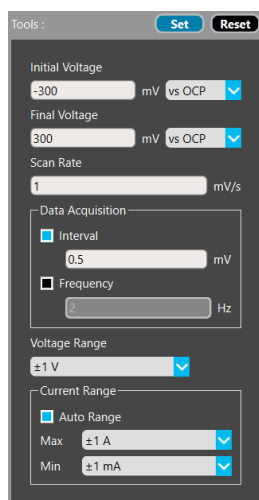 Tools : Set Reset
Initial Voltage
-300 mV vs OCP
Final Voltage
300 mV vs OCP
Scan Rate
1 mV/s
Data Acquisition
Interval
0.5 mV
Frequency
2 Hz
Voltage Range
±1 V
Current Range
Auto Range
Max ±1 A
Min ±1 mA